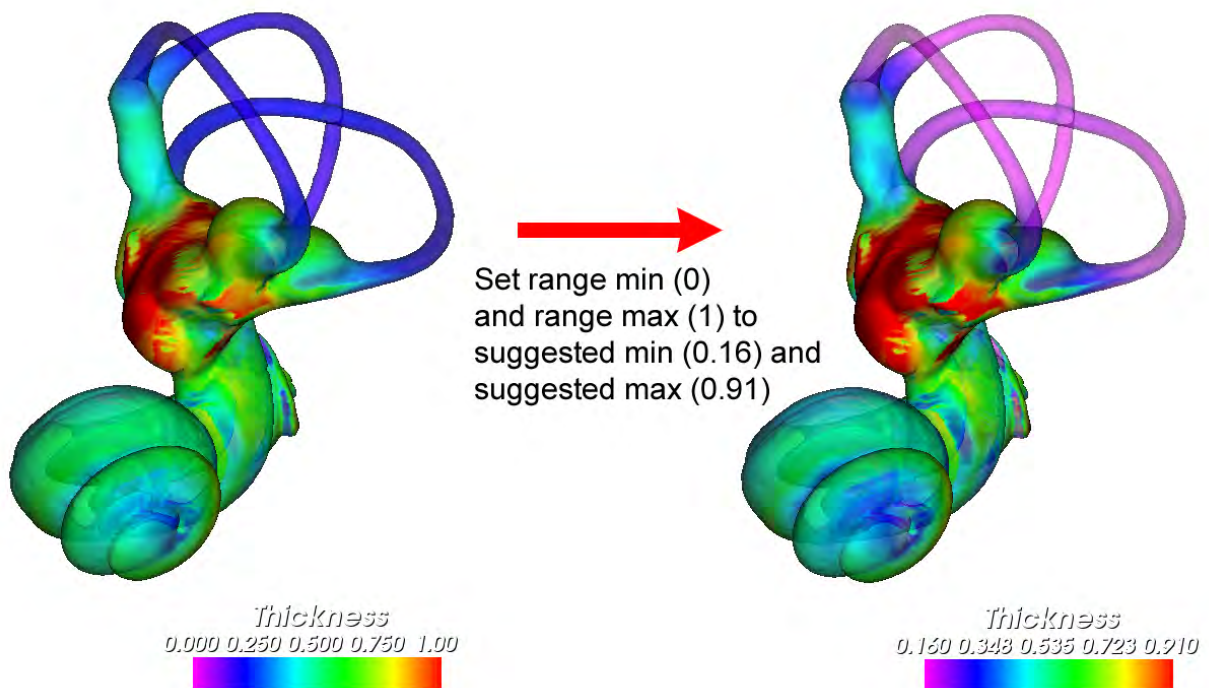 Set range min (0)
and range max (1) to
suggested min (0.16) and
suggested max (0.91)
Thickness
0.000 0.250 0.500 0.750 1.00
Thickness
0.160 0.348 0.535 0.723 0.910